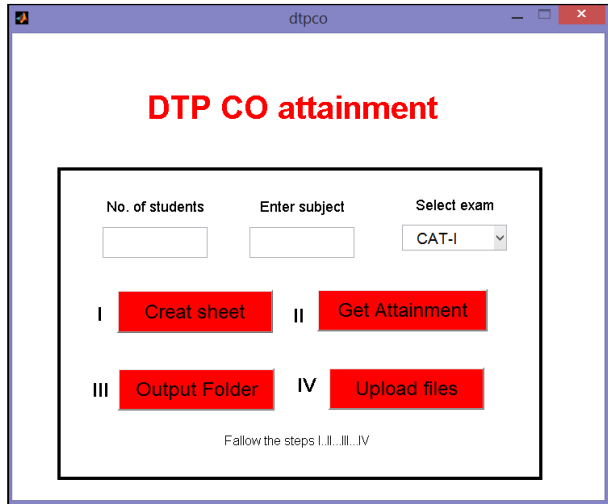 dtpco
DTP CO attainment
No. of students Enter subject Select exam
CAT-I
I Creat sheet II Get Attainment
III Output Folder IV Upload files
Fallow the steps I..II...III...IV